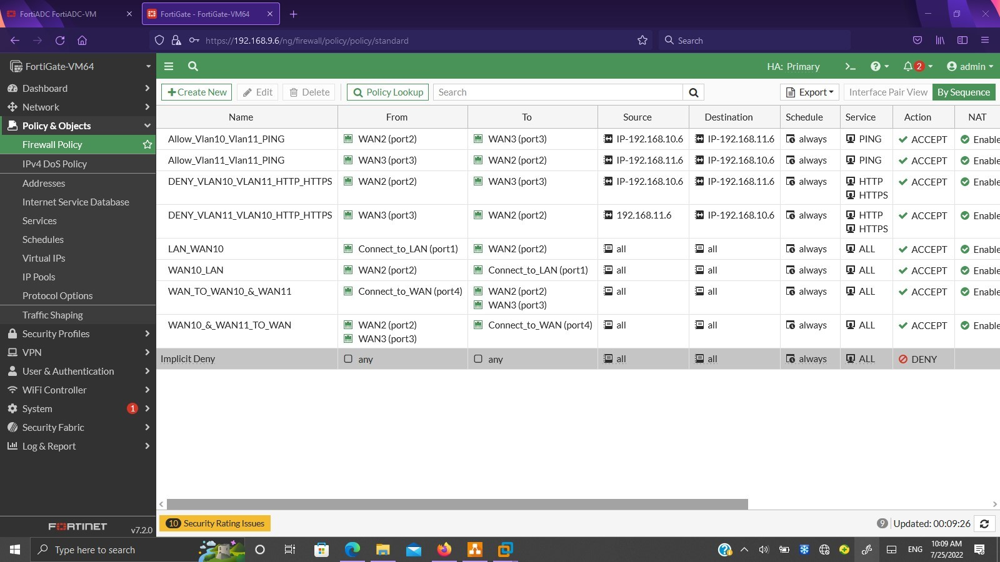 FortiADC FortiADC-VM
FortiGate - FortiGate-VM64
https://192.168.9.6/ng/firewall/policy/policy/standard
Search
FortiGate-VM64
HA: Primary
2
admin
Dashboard
Network
Policy & Objects
Firewall Policy
IPv4 DoS Policy
Addresses
Internet Service Database
Services
Schedules
Virtual IPs
IP Pools
Protocol Options
Traffic Shaping
Security Profiles
VPN
User & Authentication
WiFi Controller
System 1
Security Fabric
Log & Report
FORTINET v7.2.0
Create New Edit Delete Policy Lookup Search Export Interface Pair View By Sequence
Name From To Source Destination Schedule Service Action NAT
Allow_Vlan10_Vlan11_PING WAN2 (port2) WAN3 (port3) IP-192.168.10.6 IP-192.168.11.6 always PING ACCEPT Enable
Allow_Vlan11_Vlan11_PING WAN3 (port3) WAN2 (port2) IP-192.168.11.6 IP-192.168.10.6 always PING ACCEPT Enable
DENY_VLAN10_VLAN11_HTTP_HTTPS WAN2 (port2) WAN3 (port3) IP-192.168.10.6 IP-192.168.11.6 always HTTP ACCEPT Enable
HTTPS
DENY_VLAN11_VLAN10_HTTP_HTTPS WAN3 (port3) WAN2 (port2) 192.168.11.6 IP-192.168.10.6 always HTTP ACCEPT Enable
HTTPS
LAN_WAN10 Connect_to_LAN (port1) WAN2 (port2) all all always ALL ACCEPT Enable
WAN10_LAN WAN2 (port2) Connect_to_LAN (port1) all all always ALL ACCEPT Enable
WAN_TO_WAN10_&_WAN11 Connect_to_WAN (port4) WAN2 (port2) all all always ALL ACCEPT Enable
WAN3 (port3)
WAN10_&_WAN11_TO_WAN WAN2 (port2) Connect_to_WAN (port4) all all always ALL ACCEPT Enable
WAN3 (port3)
Implicit Deny any any all all always ALL DENY
10 Security Rating Issues
9 Updated: 00:09:26
Type here to search
ENG
10:09 AM
7/25/2022